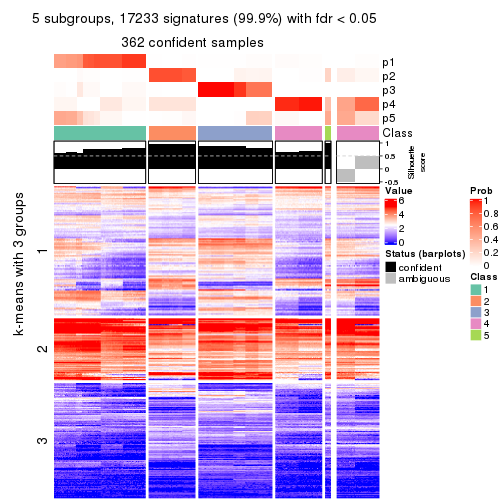 5 subgroups, 17233 signatures (99.9%) with fdr < 0.05
362 confident samples
p1
p2
p3
p4
p5
Class
1
0.5
0
-0.5
Silhouette
score
k-means with 3 groups
1
2
3
Value
6
4
2
0
Status (barplots)
confident
ambiguous
Prob
1
0.8
0.6
0.4
0.2
0
Class
1
2
3
4
5